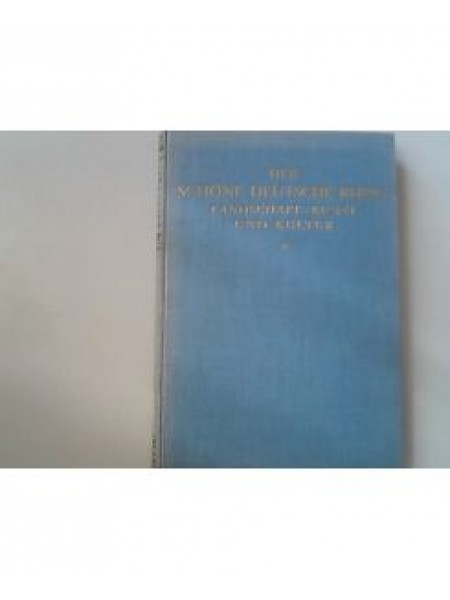 DER
SCHÖNE DEUTSCHE RHEIN
LANDSCHAFT KUNST
UND KULTUR